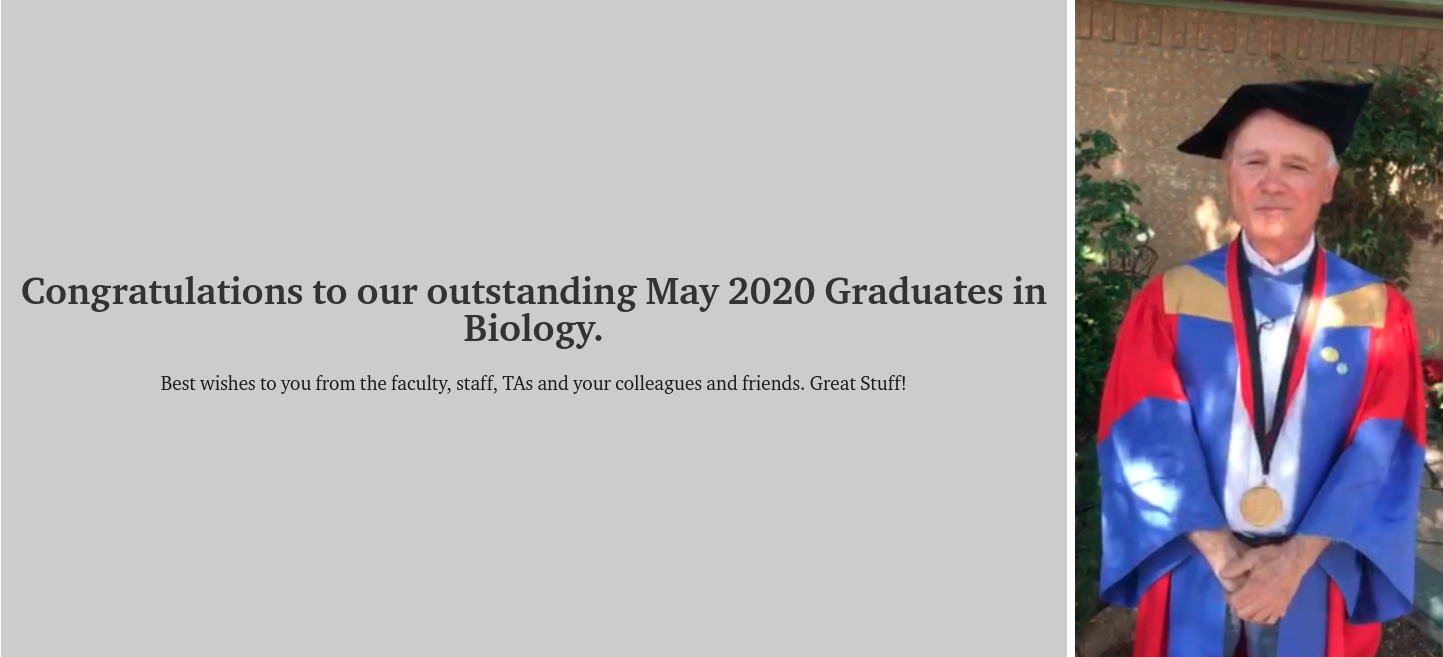 Congratulations to our outstanding May 2020 Graduates in
Biology.
Best wishes to you from the faculty, staff, TAs and your colleagues and friends. Great Stuff!